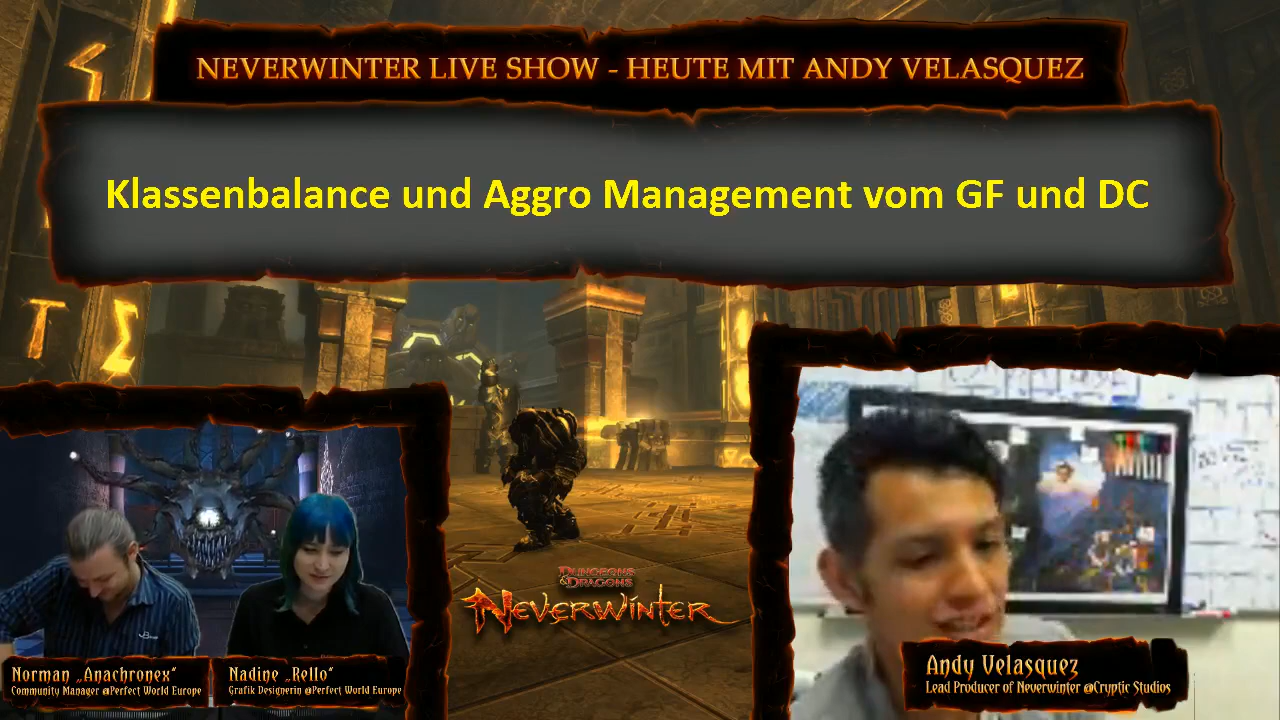 NEVERWINTER LIVE SHOW - HEUTE MIT ANDY VELASQUEZ
Klassenbalance und Aggro Management vom GF und DC
DUNGEONS
& DRAGONS
NEVERWINTER
Norman „Anachronex“
Community Manager @Perfect World Europe
Nadine „Rello“
Grafik Designerin @Perfect World Europe
Andy Velasquez
Lead Producer of Neverwinter @Cryptic Studios